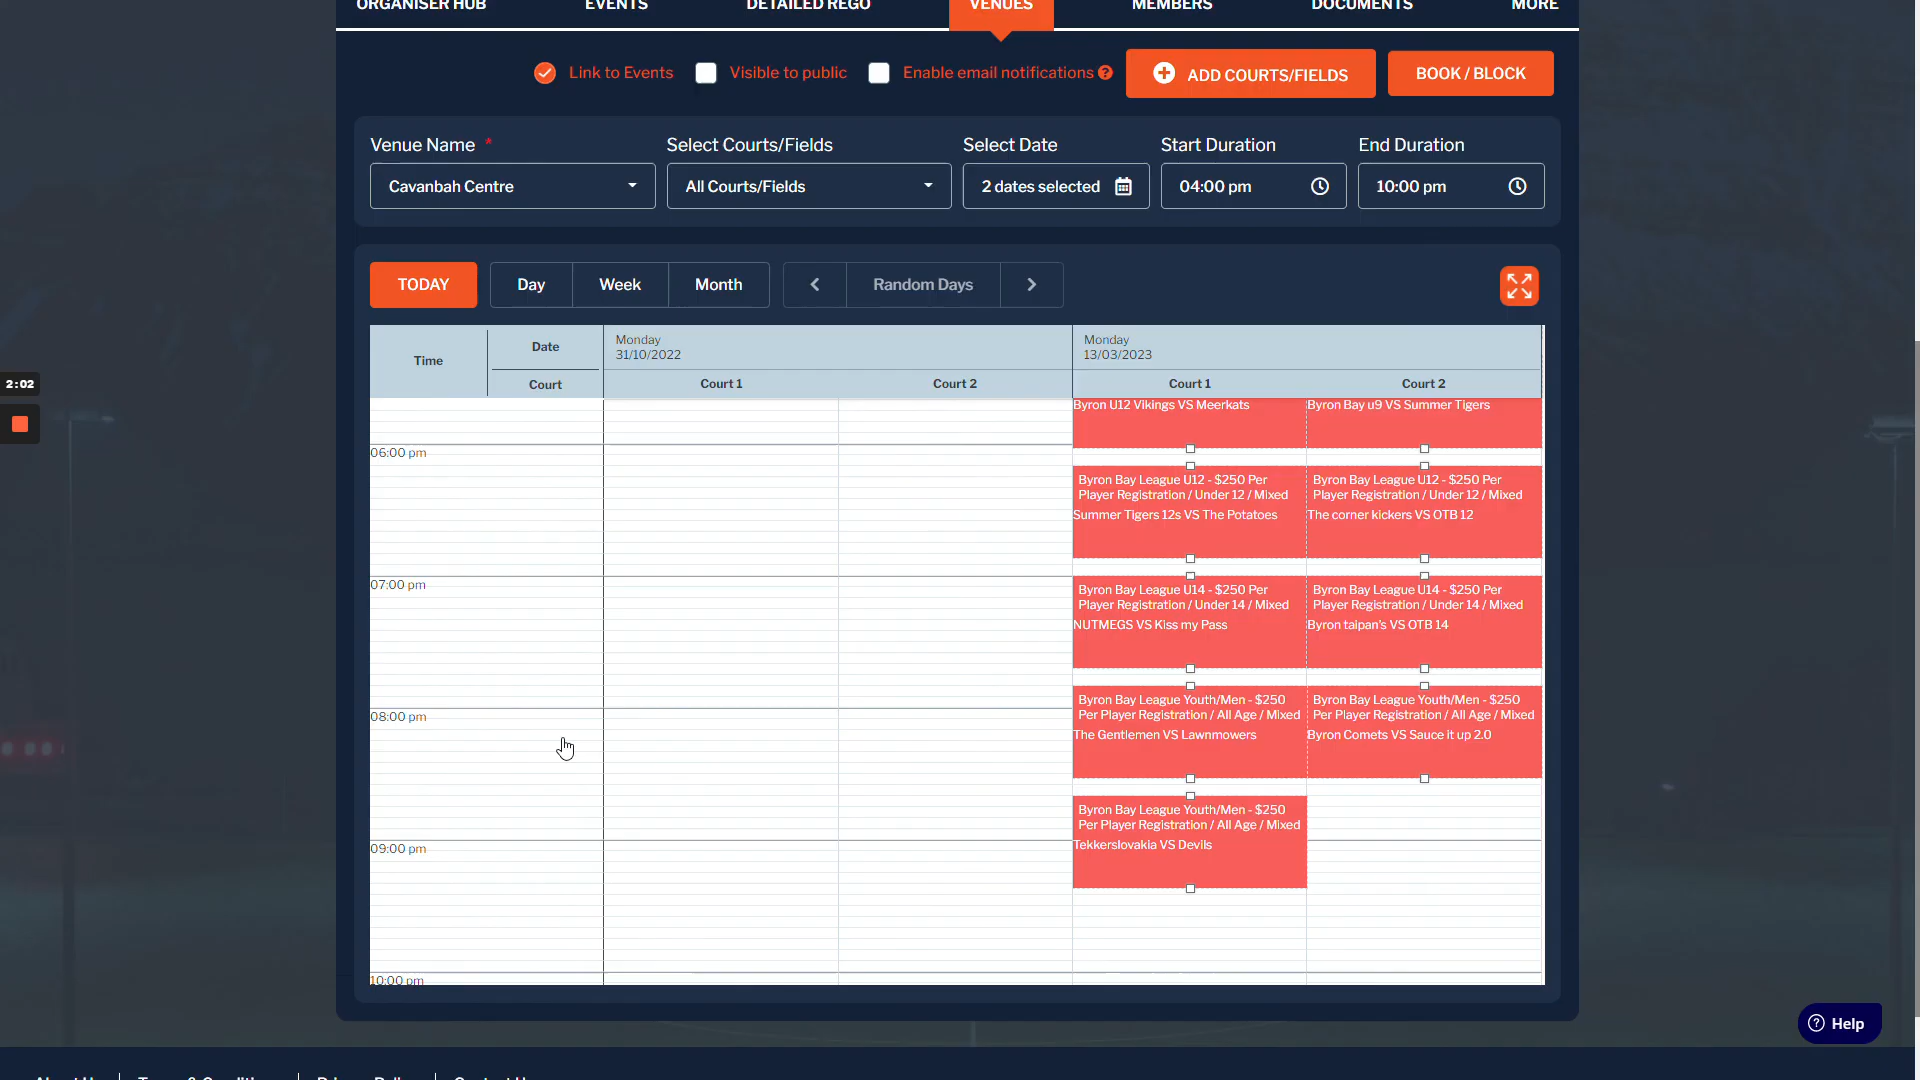 ORGANISER HUB EVENTS DETAILED REGO VENUES MEMBERS DOCUMENTS MORE
Link to Events Visible to public Enable email notifications ADD COURTS/FIELDS BOOK / BLOCK
Venue Name * Select Courts/Fields Select Date Start Duration End Duration
Cavanbah Centre All Courts/Fields 2 dates selected 04:00 pm 10:00 pm
TODAY Day Week Month Random Days
Time Date Monday Monday
31/10/2022 13/03/2023
Court Court 1 Court 2 Court 1 Court 2
2:02
Byron U12 Vikings VS Meerkats Byron Bay u9 VS Summer Tigers
06:00 pm
Byron Bay League U12 - $250 Per Byron Bay League U12 - $250 Per
Player Registration / Under 12 / Mixed Player Registration / Under 12 / Mixed
Summer Tigers 12s VS The Potatoes The corner kickers VS OTB 12
07:00 pm
Byron Bay League U14 - $250 Per Byron Bay League U14 - $250 Per
Player Registration / Under 14 / Mixed Player Registration / Under 14 / Mixed
NUTMEGS VS Kiss my Pass Byron taipan's VS OTB 14
Byron Bay League Youth/Men - $250 Byron Bay League Youth/Men - $250
08:00 pm Per Player Registration / All Age / Mixed Per Player Registration / All Age / Mixed
The Gentlemen VS Lawnmowers Byron Comets VS Sauce it up 2.0
Byron Bay League Youth/Men - $250
Per Player Registration / All Age / Mixed
09:00 pm Tekkerslovakia VS Devils
10:00 pm
Help